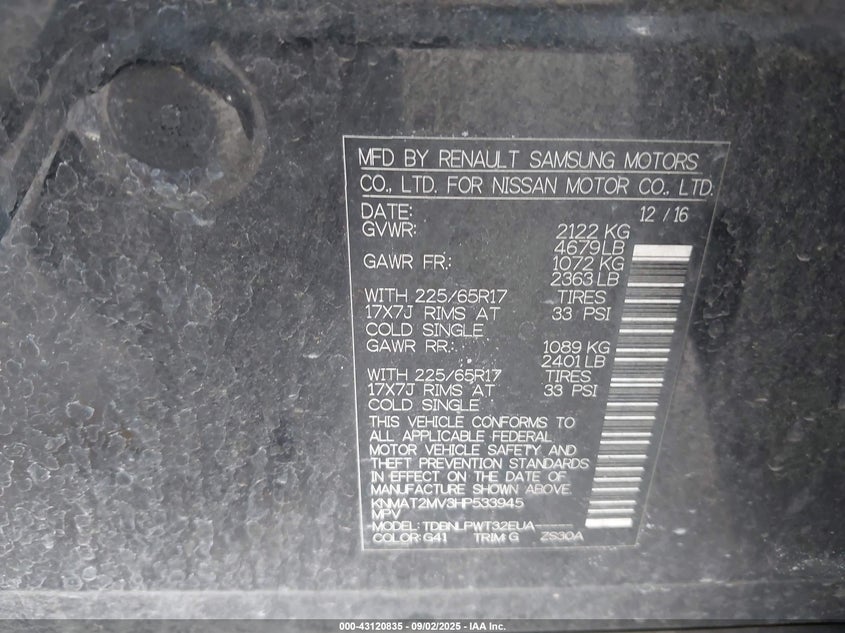 MFD BY RENAULT SAMSUNG MOTORS
CO., LTD. FOR NISSAN MOTOR CO., LTD.
DATE: 12 / 16
GVWR: 2122 KG
4679 LB
GAWR FR.: 1072 KG
2363 LB
WITH 225/65R17 TIRES
17X7J RIMS AT 33 PSI
COLD SINGLE
GAWR RR.: 1089 KG
2401 LB
WITH 225/65R17 TIRES
17X7J RIMS AT 33 PSI
COLD SINGLE
THIS VEHICLE CONFORMS TO
ALL APPLICABLE FEDERAL
MOTOR VEHICLE SAFETY AND
THEFT PREVENTION STANDARDS
IN EFFECT ON THE DATE OF
MANUFACTURE SHOWN ABOVE.
KNMAT2MV3HP533945
MPV
MODEL: TDBNLPWT32EUA-----
COLOR: G41 TRIM: G ZS30A
000-43120835 - 09/02/2025 - IAA Inc.